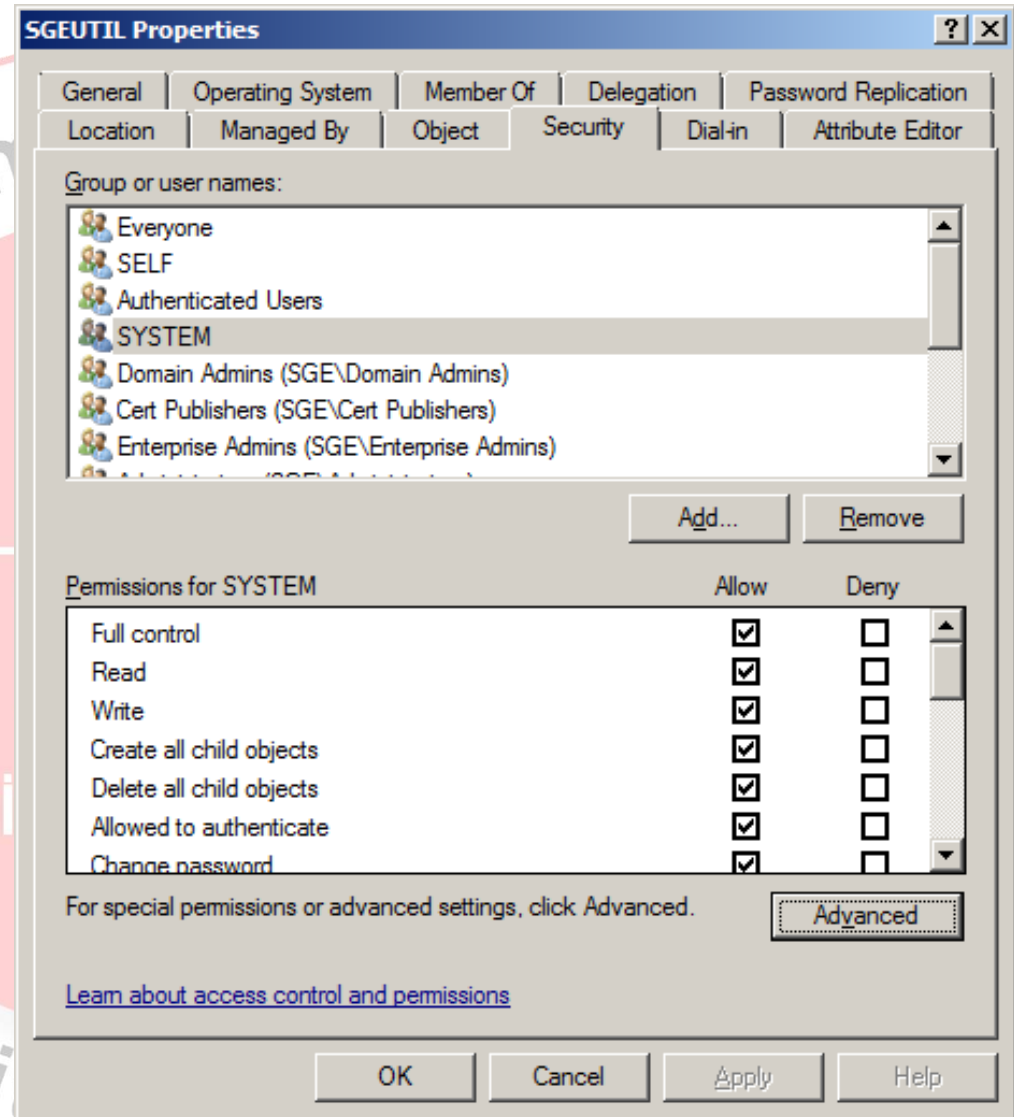 SGEUTIL Properties
General Operating System Member Of Delegation Password Replication
Location Managed By Object Security Dial-in Attribute Editor
Group or user names:
Everyone
SELF
Authenticated Users
SYSTEM
Domain Admins (SGE\Domain Admins)
Cert Publishers (SGE\Cert Publishers)
Enterprise Admins (SGE\Enterprise Admins)
Add... Remove
Permissions for SYSTEM Allow Deny
Full control
Read
Write
Create all child objects
Delete all child objects
Allowed to authenticate
Change password
For special permissions or advanced settings, click Advanced. Advanced
Learn about access control and permissions
OK Cancel Apply Help